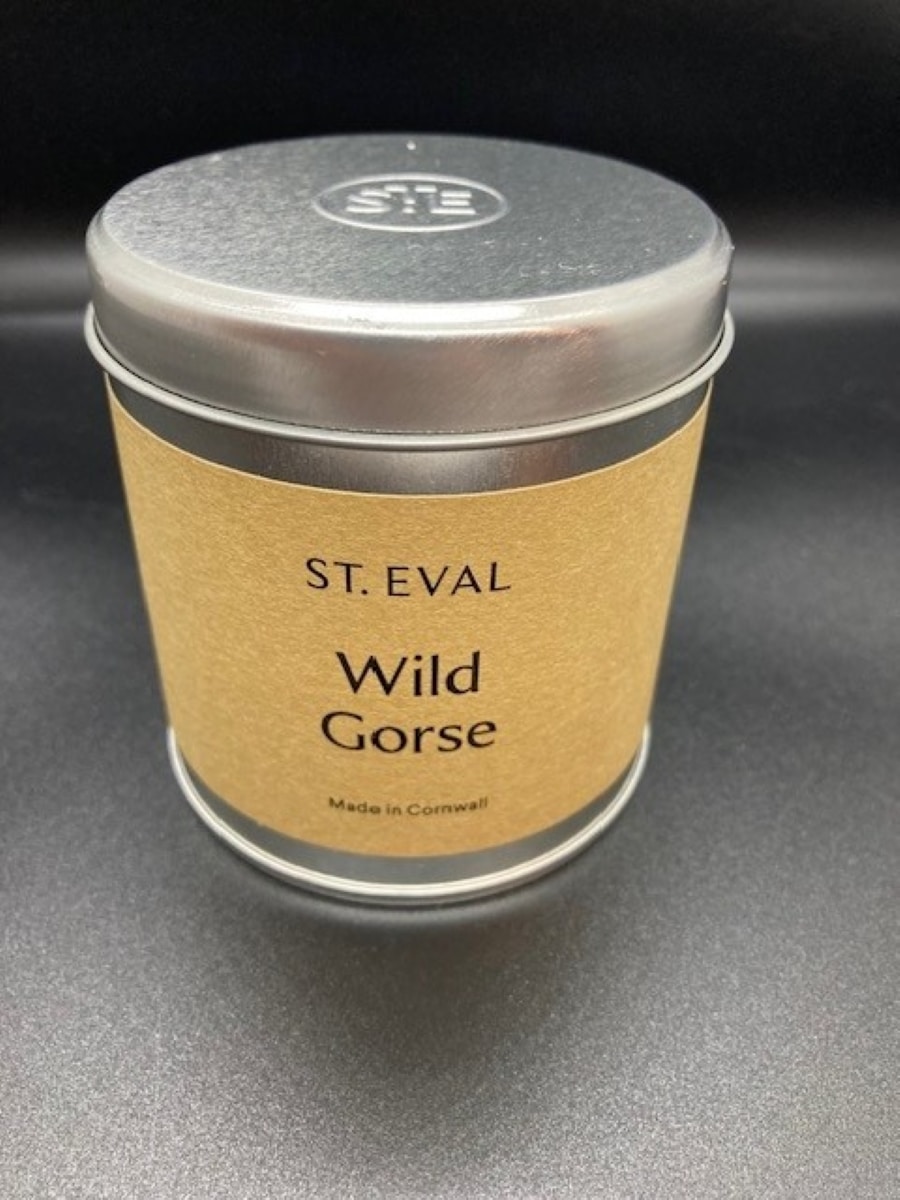 STE
ST. EVAL
Wild
Gorse
Made in Cornwall